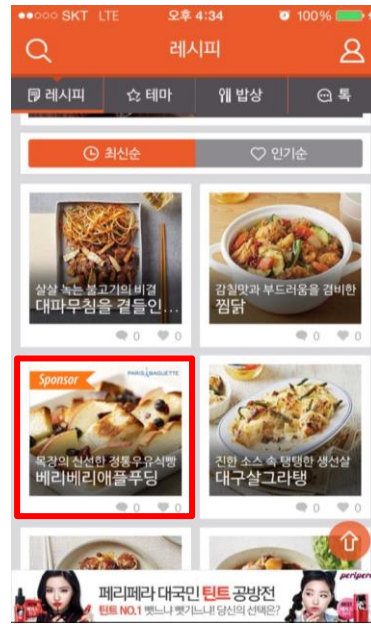 SKT LTE 오후 4:34 100%
레시피
레시피 테마 밥상 톡
최신순 인기순
살살 녹는 불고기의 비결
대파무침을 곁들인...
0 0
감칠맛과 부드러움을 겸비한
찜닭
0 0
Sponsor PARIS BAGUETTE
목장의 신선한 정통우유식빵
베리베리애플푸딩
0 0
진한 소스 속 탱탱한 생선살
대구살그라탱
0 0
페리페라 대국민 틴트 공방전
peripera
틴트 NO.1 뺏느냐 뺏기느냐! 당신의 선택은?